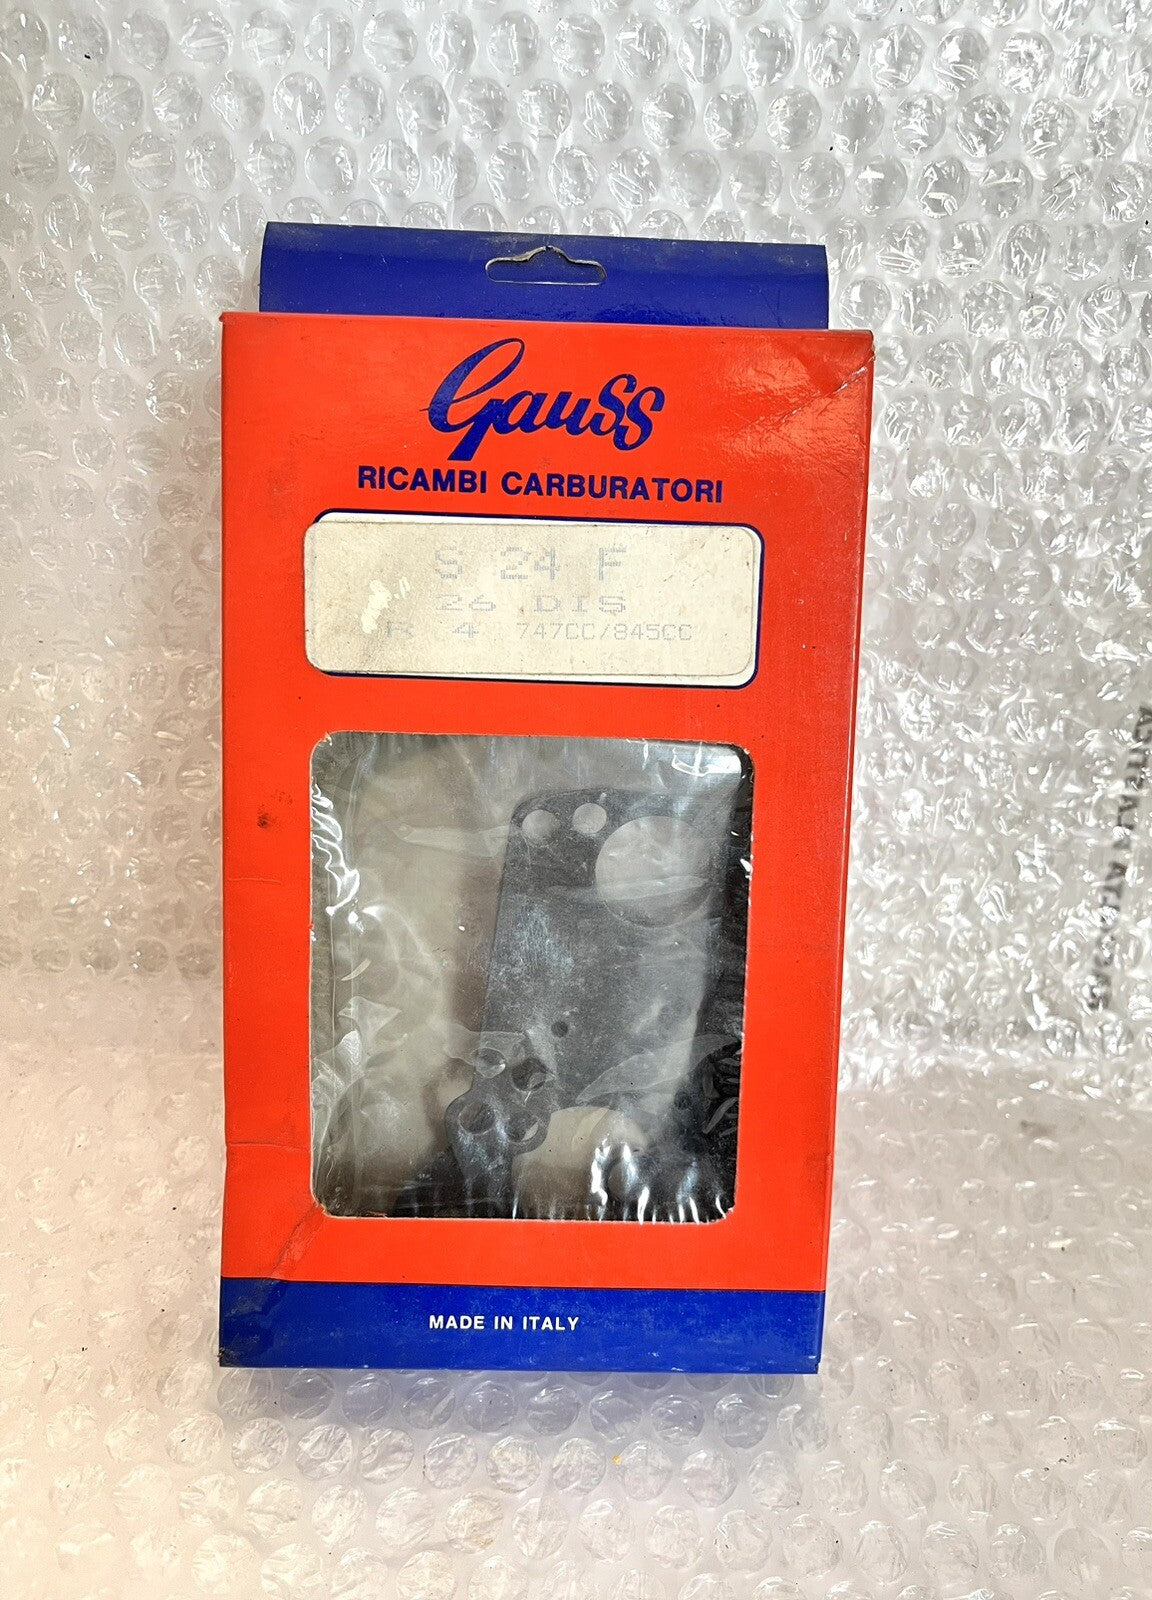 Gauss
RICAMBI CARBURATORI
S 24 F
26 DIS
R 4 747CC/845CC
MADE IN ITALY